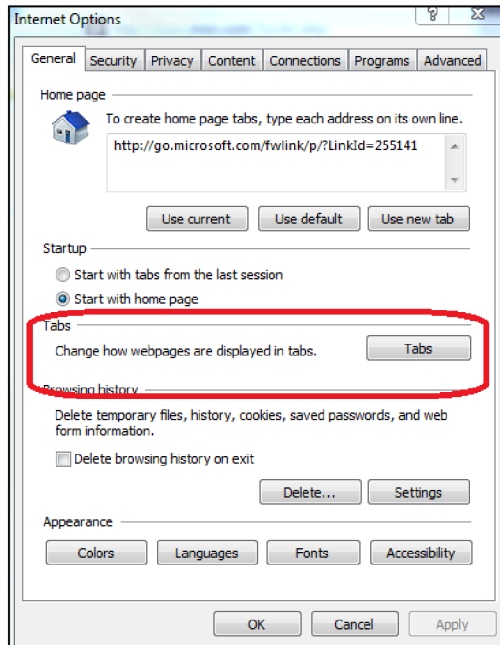 Internet Options
General Security Privacy Content Connections Programs Advanced
Home page
To create home page tabs, type each address on its own line.
http://go.microsoft.com/fwlink/p/?LinkId=255141
Use current Use default Use new tab
Startup
Start with tabs from the last session
Start with home page
Tabs
Change how webpages are displayed in tabs. Tabs
Browsing history
Delete temporary files, history, cookies, saved passwords, and web
form information.
Delete browsing history on exit
Delete... Settings
Appearance
Colors Languages Fonts Accessibility
OK Cancel Apply